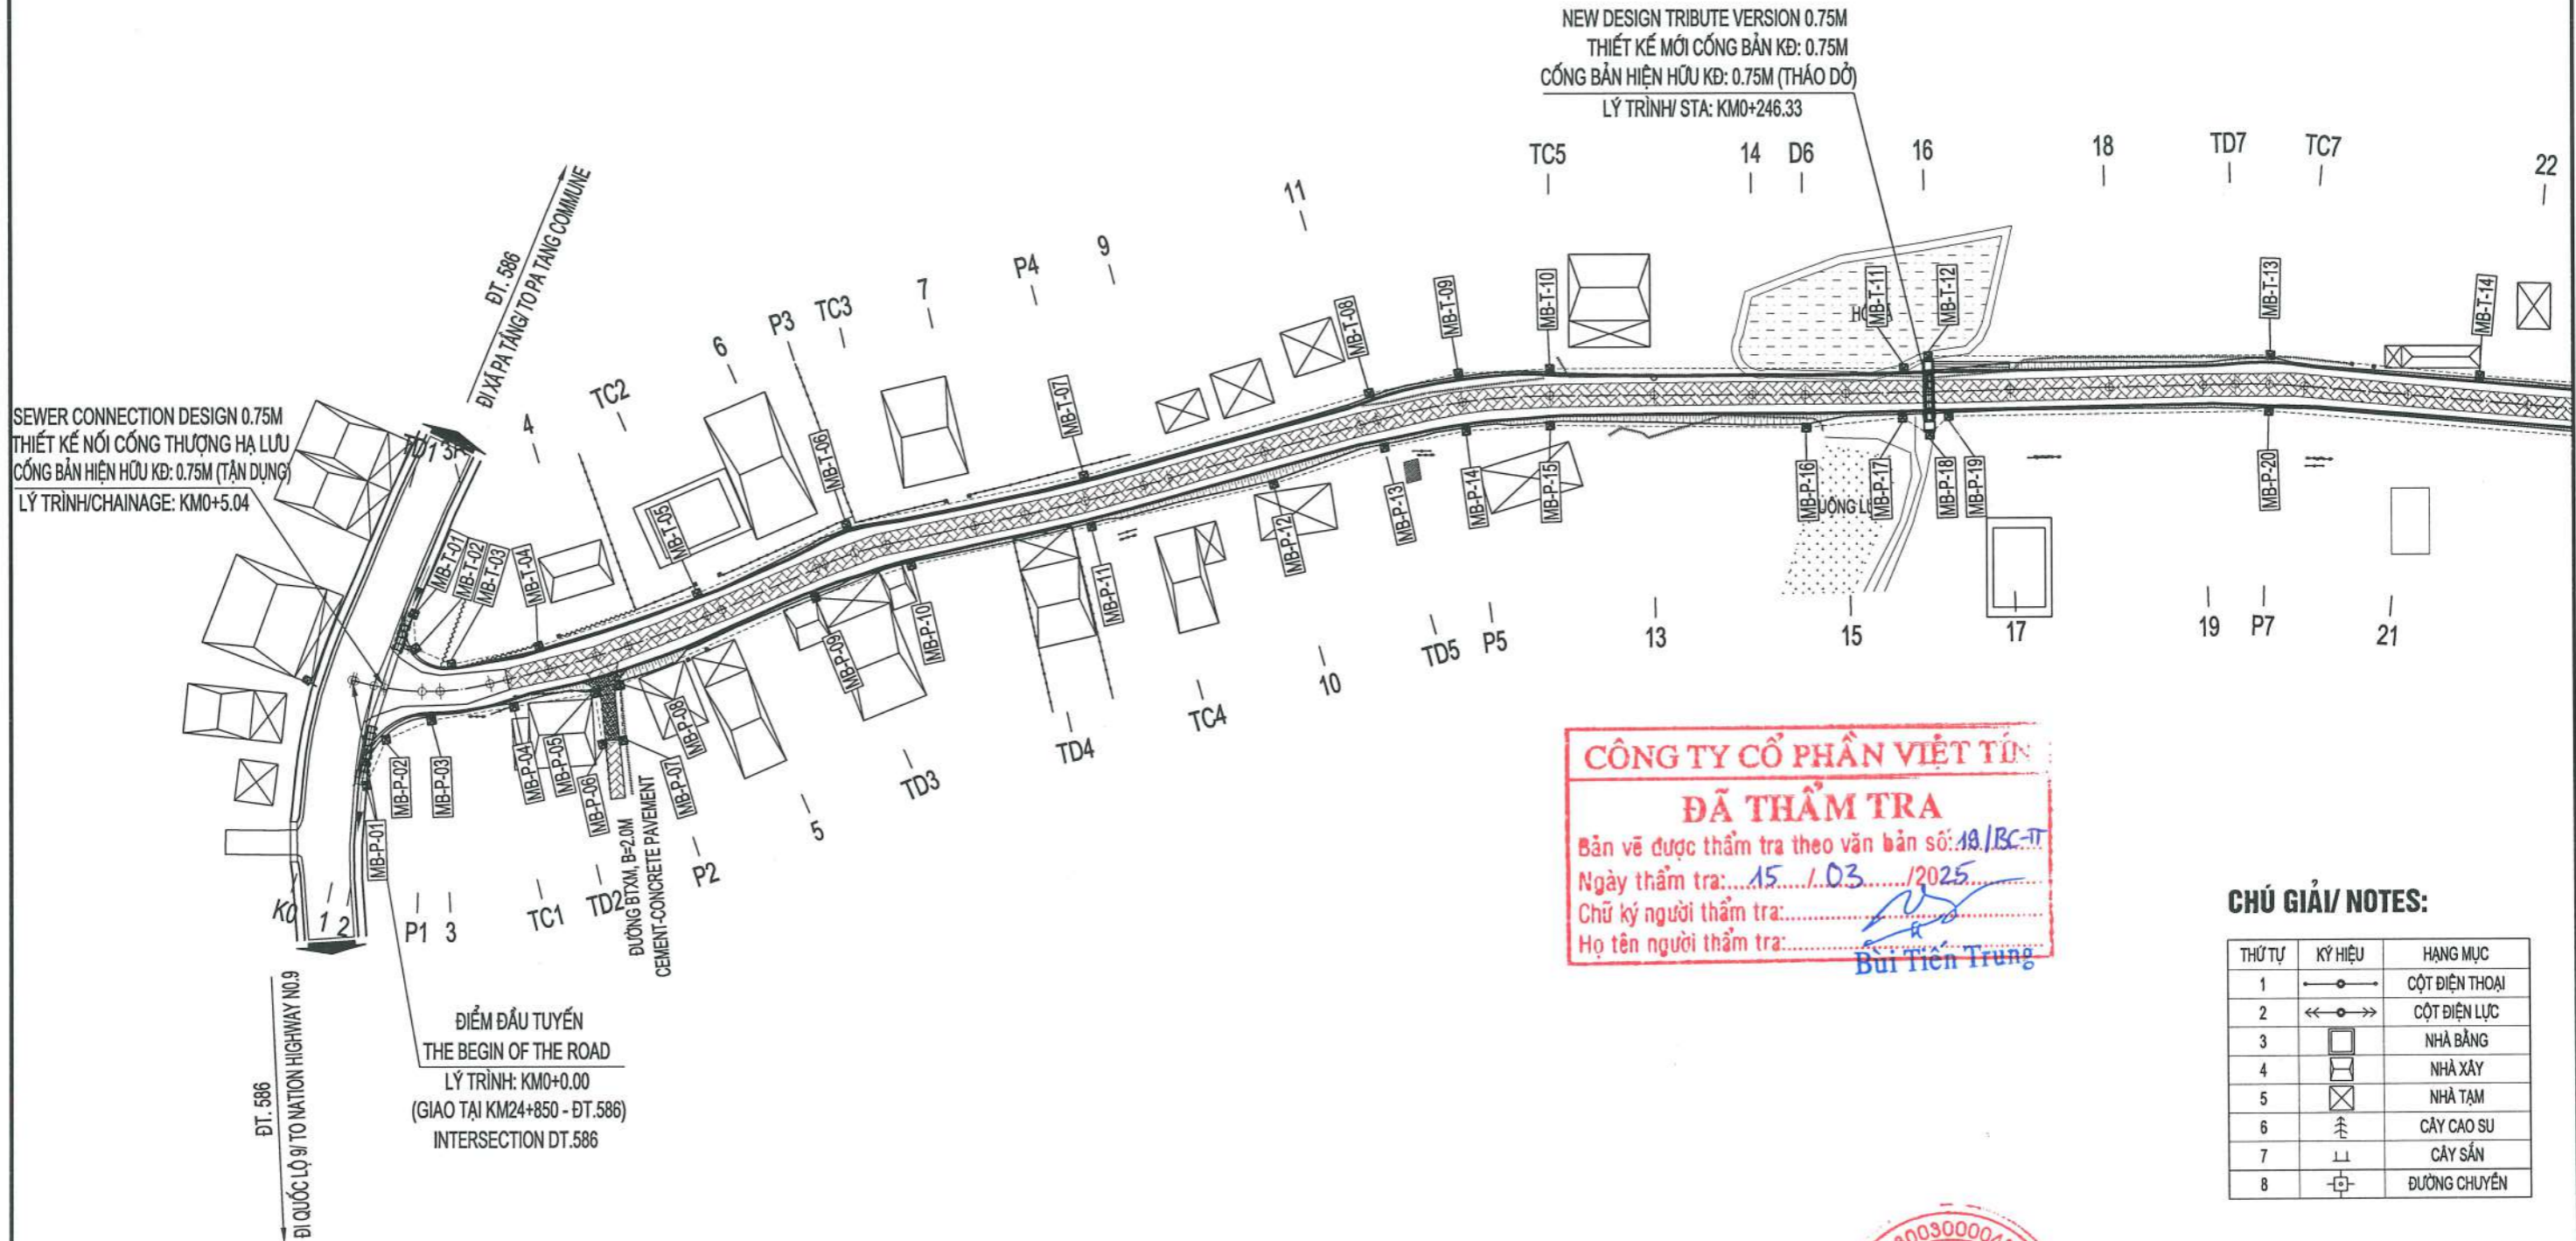 NEW DESIGN TRIBUTE VERSION 0.75M
THIẾT KẾ MỚI CỐNG BẢN KĐ: 0.75M
CỐNG BẢN HIỆN HỮU KĐ: 0.75M (THÁO DỞ)
LÝ TRÌNH/ STA: KM0+246.33
TC5
14
D6
16
18
TD7
TC7
22
11
9
P4
7
TC3
P3
6
TC2
4
ĐT. 586
ĐI XÃ PA TẦNG/ TO PA TANG COMMUNE
SEWER CONNECTION DESIGN 0.75M
THIẾT KẾ NỐI CỐNG THƯỢNG HẠ LƯU
CỐNG BẢN HIỆN HỮU KĐ: 0.75M (TẬN DỤNG)
LÝ TRÌNH/CHAINAGE: KM0+5.04
TD1
MB-T-01
MB-T-02
MB-T-03
MB-T-04
MB-T-05
MB-T-06
MB-T-07
MB-T-08
MB-T-09
MB-T-10
MB-T-11
MB-T-12
MB-T-13
MB-T-14
MB-P-01
MB-P-02
MB-P-03
MB-P-04
MB-P-05
MB-P-06
MB-P-07
MB-P-08
MB-P-09
MB-P-10
MB-P-11
MB-P-12
MB-P-13
MB-P-14
MB-P-15
MB-P-16
MB-P-17
MB-P-18
MB-P-19
MB-P-20
K0
1
2
P1
3
TC1
TD2
P2
5
TD3
TD4
TC4
10
TD5
P5
13
15
17
19
P7
21
ĐƯỜNG BTXM, B=2.0M
CEMENT-CONCRETE PAVEMENT
ĐIỂM ĐẦU TUYẾN
THE BEGIN OF THE ROAD
LÝ TRÌNH: KM0+0.00
(GIAO TẠI KM24+850 - ĐT.586)
INTERSECTION DT.586
ĐT. 586
ĐI QUỐC LỘ 9/ TO NATION HIGHWAY NO.9
CÔNG TY CỔ PHẦN VIỆT TÍN
ĐÃ THẨM TRA
Bản vẽ được thẩm tra theo văn bản số: 19/BC-TT
Ngày thẩm tra: 15 / 03 /2025
Chữ ký người thẩm tra:
Họ tên người thẩm tra:
Bùi Tiến Trung
CHÚ GIẢI/ NOTES:
THỨ TỰ KÝ HIỆU HẠNG MỤC
1 CỘT ĐIỆN THOẠI
2 CỘT ĐIỆN LỰC
3 NHÀ BẰNG
4 NHÀ XÂY
5 NHÀ TẠM
6 CÂY CAO SU
7 CÂY SẮN
8 ĐƯỜNG CHUYỀN